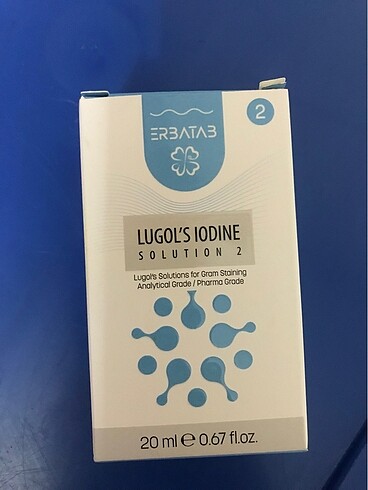 2
ERBATAB
LUGOL'S IODINE
SOLUTION 2
Lugol's Solutions for Gram Staining
Analytical Grade / Pharma Grade
20 ml ℮ 0.67 fl.oz.